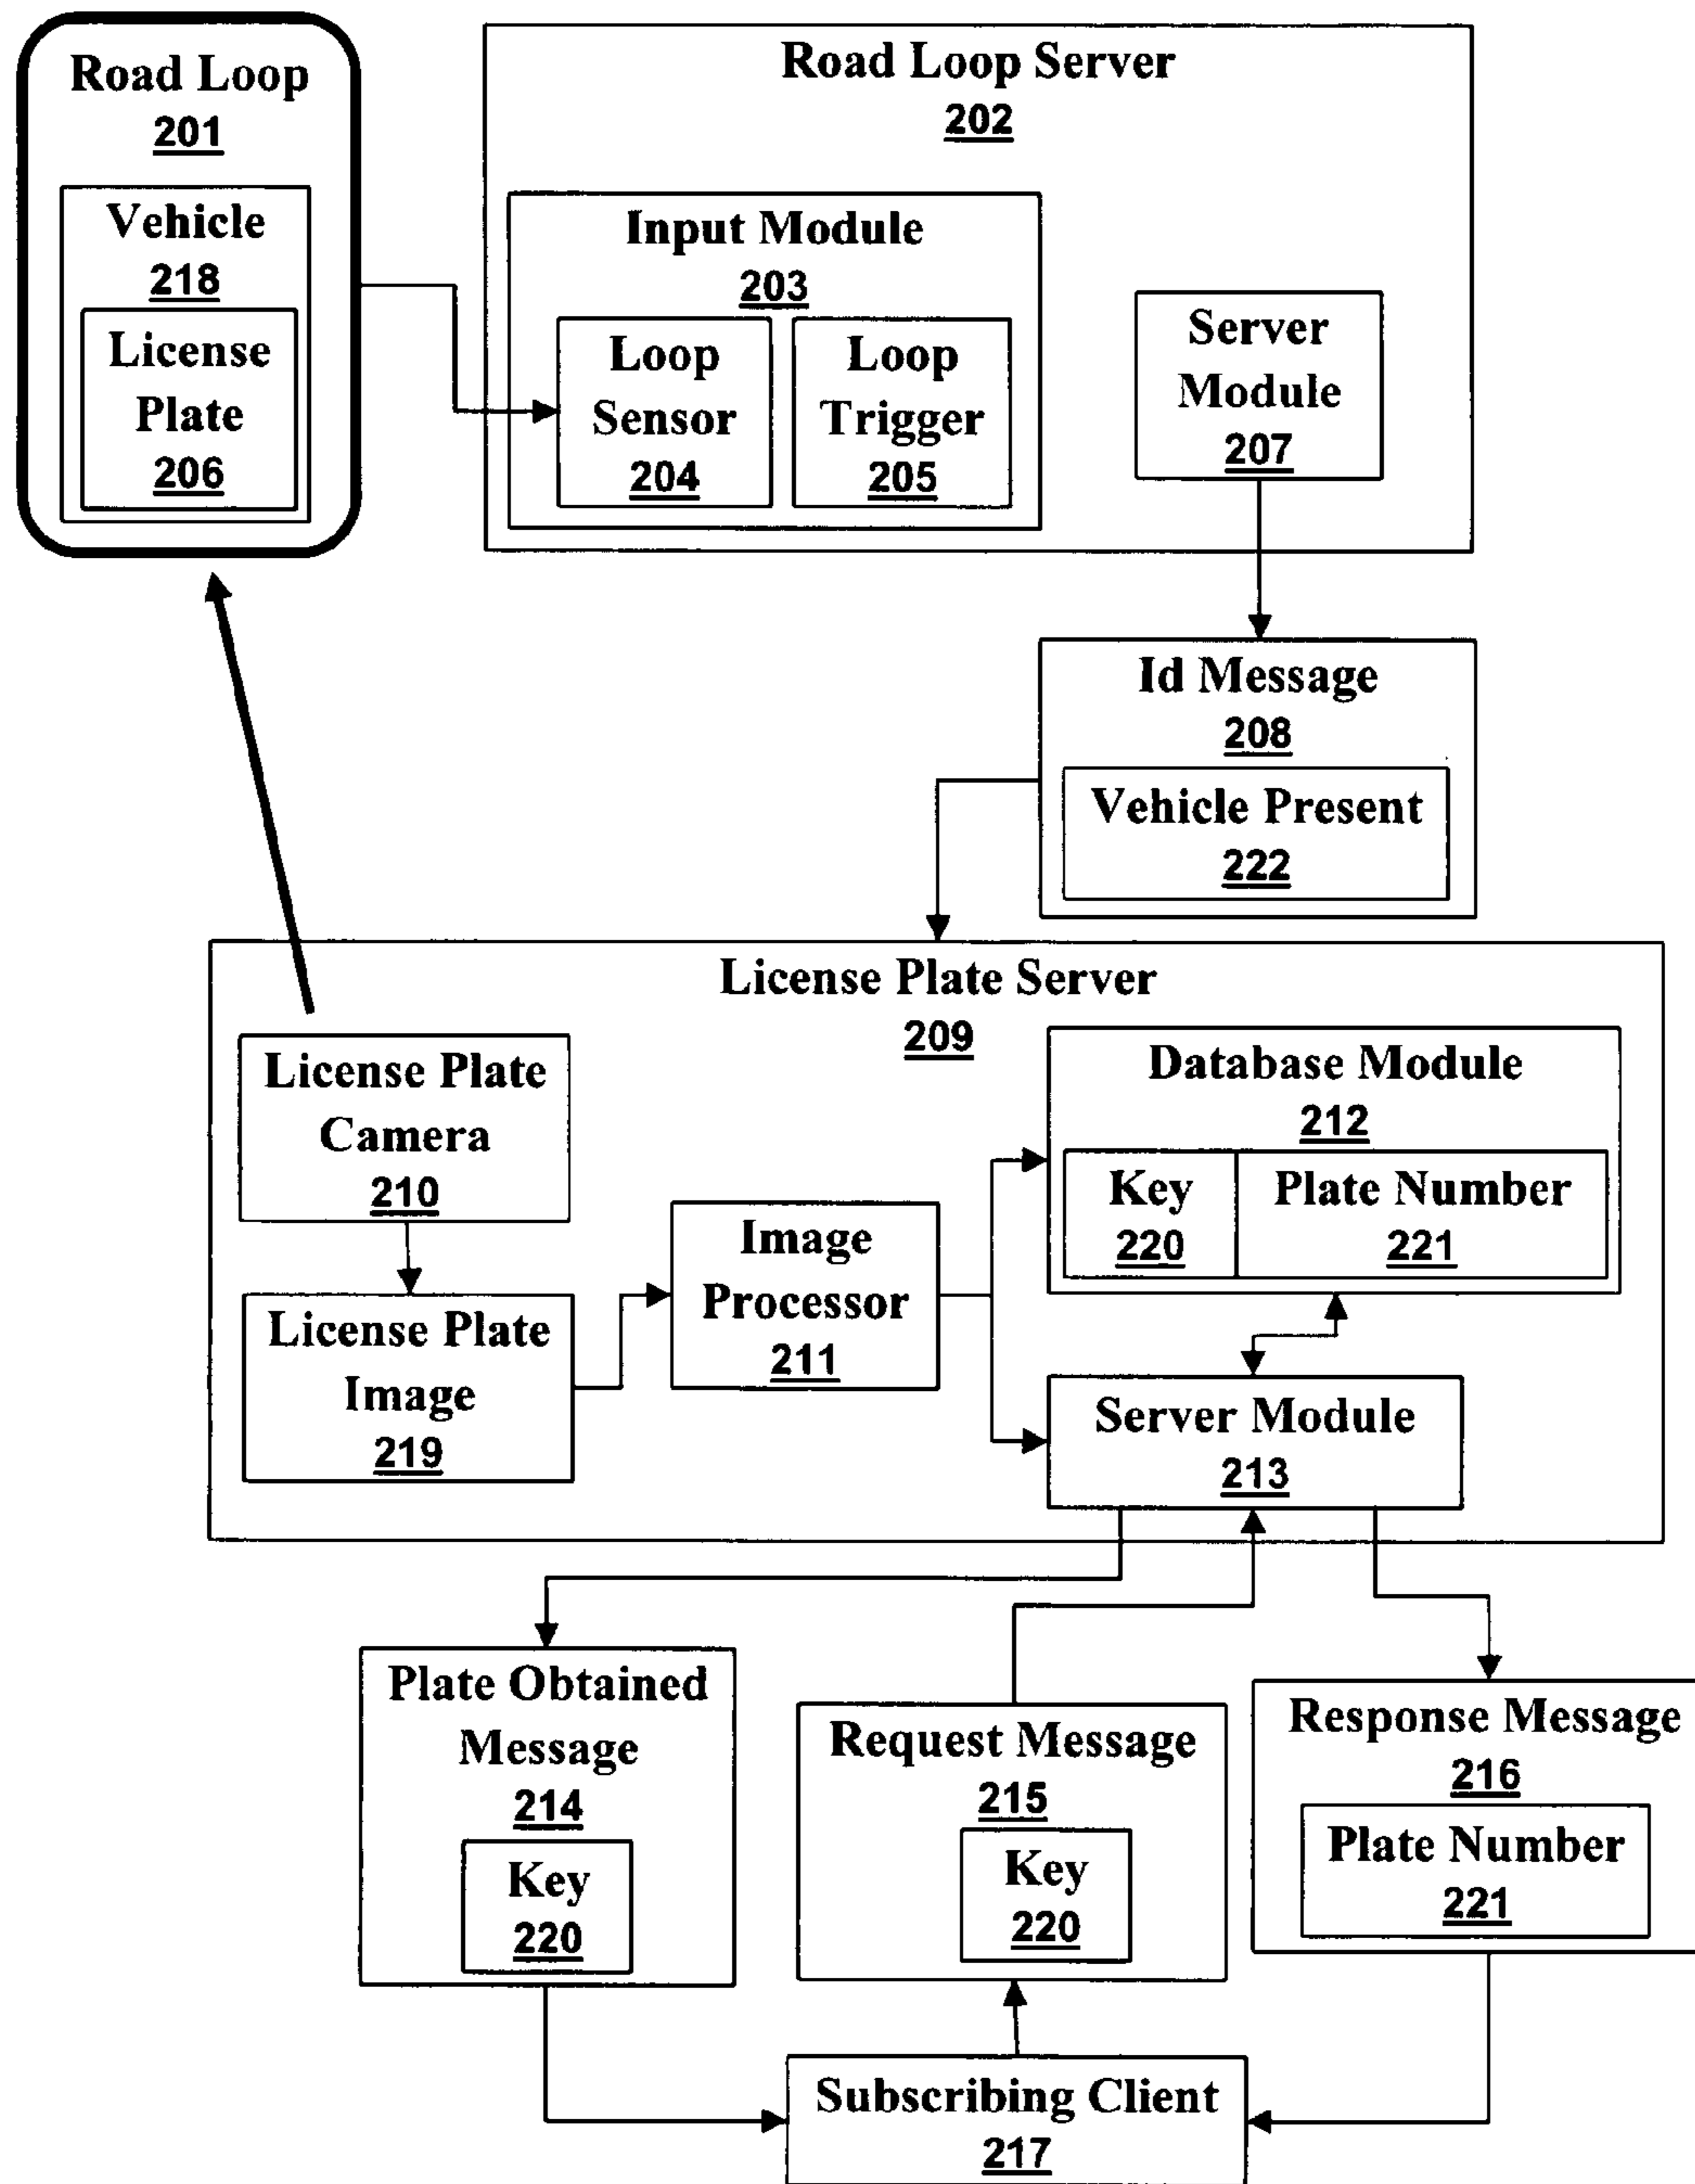 Road Loop
201
Vehicle
218
License
Plate
206
Road Loop Server
202
Input Module
203
Loop
Sensor
204
Loop
Trigger
205
Server
Module
207
Id Message
208
Vehicle Present
222
License Plate Server
209
License Plate
Camera
210
License Plate
Image
219
Image
Processor
211
Database Module
212
Key
220
Plate Number
221
Server Module
213
Plate Obtained
Message
214
Key
220
Request Message
215
Key
220
Response Message
216
Plate Number
221
Subscribing Client
217